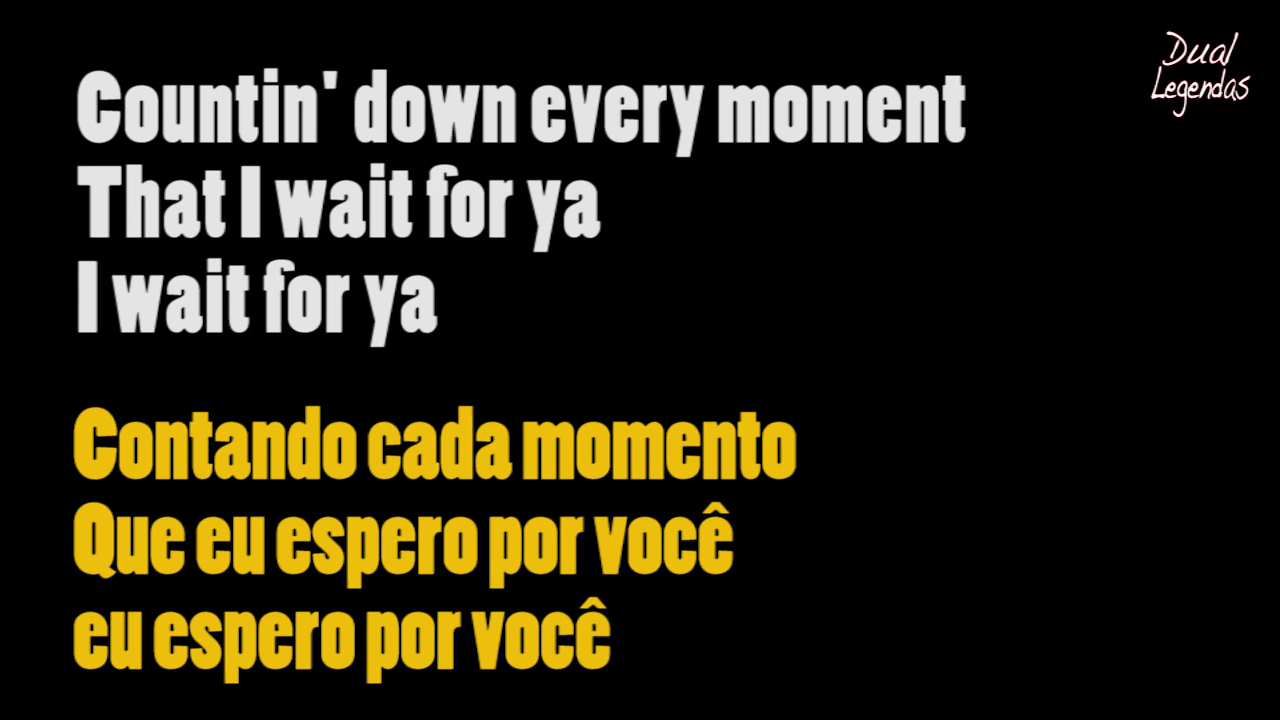 Dual
Legendas
Countin' down every moment
That I wait for ya
I wait for ya
Contando cada momento
Que eu espero por você
eu espero por você